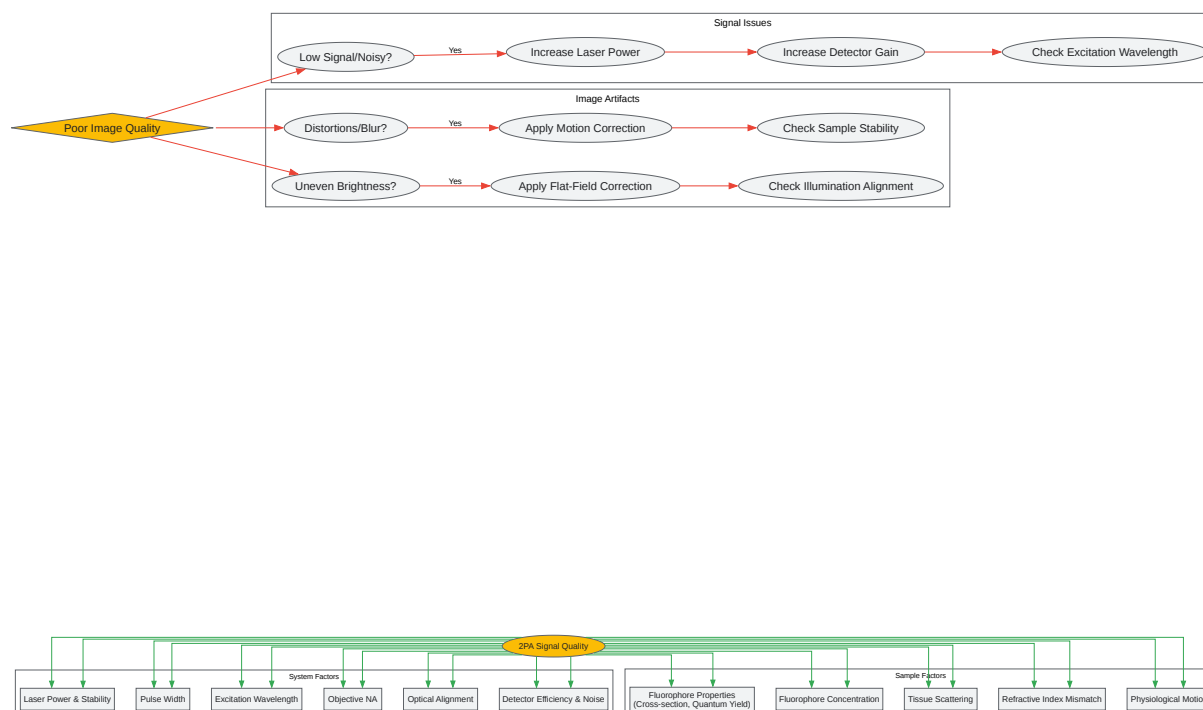 Signal Issues
Low Signal/Noisy?
Yes
Increase Laser Power
Increase Detector Gain
Check Excitation Wavelength
Image Artifacts
Poor Image Quality
Distortions/Blur?
Yes
Apply Motion Correction
Check Sample Stability
Uneven Brightness?
Yes
Apply Flat-Field Correction
Check Illumination Alignment
2PA Signal Quality
System Factors
Sample Factors
Laser Power & Stability
Pulse Width
Excitation Wavelength
Objective NA
Optical Alignment
Detector Efficiency & Noise
Fluorophore Properties
(Cross-section, Quantum Yield)
Fluorophore Concentration
Tissue Scattering
Refractive Index Mismatch
Physiological Motio